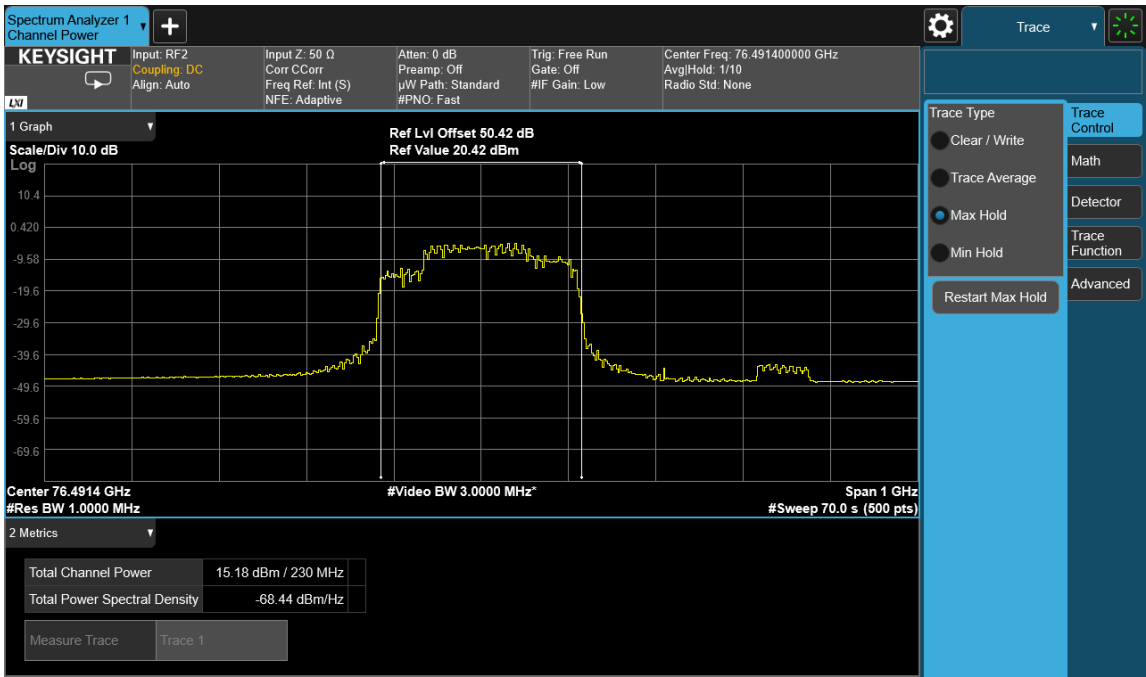 Spectrum Analyzer 1
Channel Power
+
Trace
KEYSIGHT
LXI
Input: RF2
Coupling: DC
Align: Auto
Input Z: 50 Ω
Corr CCorr
Freq Ref: Int (S)
NFE: Adaptive
Atten: 0 dB
Preamp: Off
µW Path: Standard
#PNO: Fast
Trig: Free Run
Gate: Off
#IF Gain: Low
Center Freq: 76.491400000 GHz
Avg|Hold: 1/10
Radio Std: None
1 Graph
Scale/Div 10.0 dB
Log
Ref Lvl Offset 50.42 dB
Ref Value 20.42 dBm
10.4
0.420
-9.58
-19.6
-29.6
-39.6
-49.6
-59.6
-69.6
Center 76.4914 GHz
#Video BW 3.0000 MHz*
Span 1 GHz
#Res BW 1.0000 MHz
#Sweep 70.0 s (500 pts)
2 Metrics
Total Channel Power 15.18 dBm / 230 MHz
Total Power Spectral Density -68.44 dBm/Hz
Measure Trace Trace 1
Trace Type
Clear / Write
Trace Average
Max Hold
Min Hold
Restart Max Hold
Trace
Control
Math
Detector
Trace
Function
Advanced